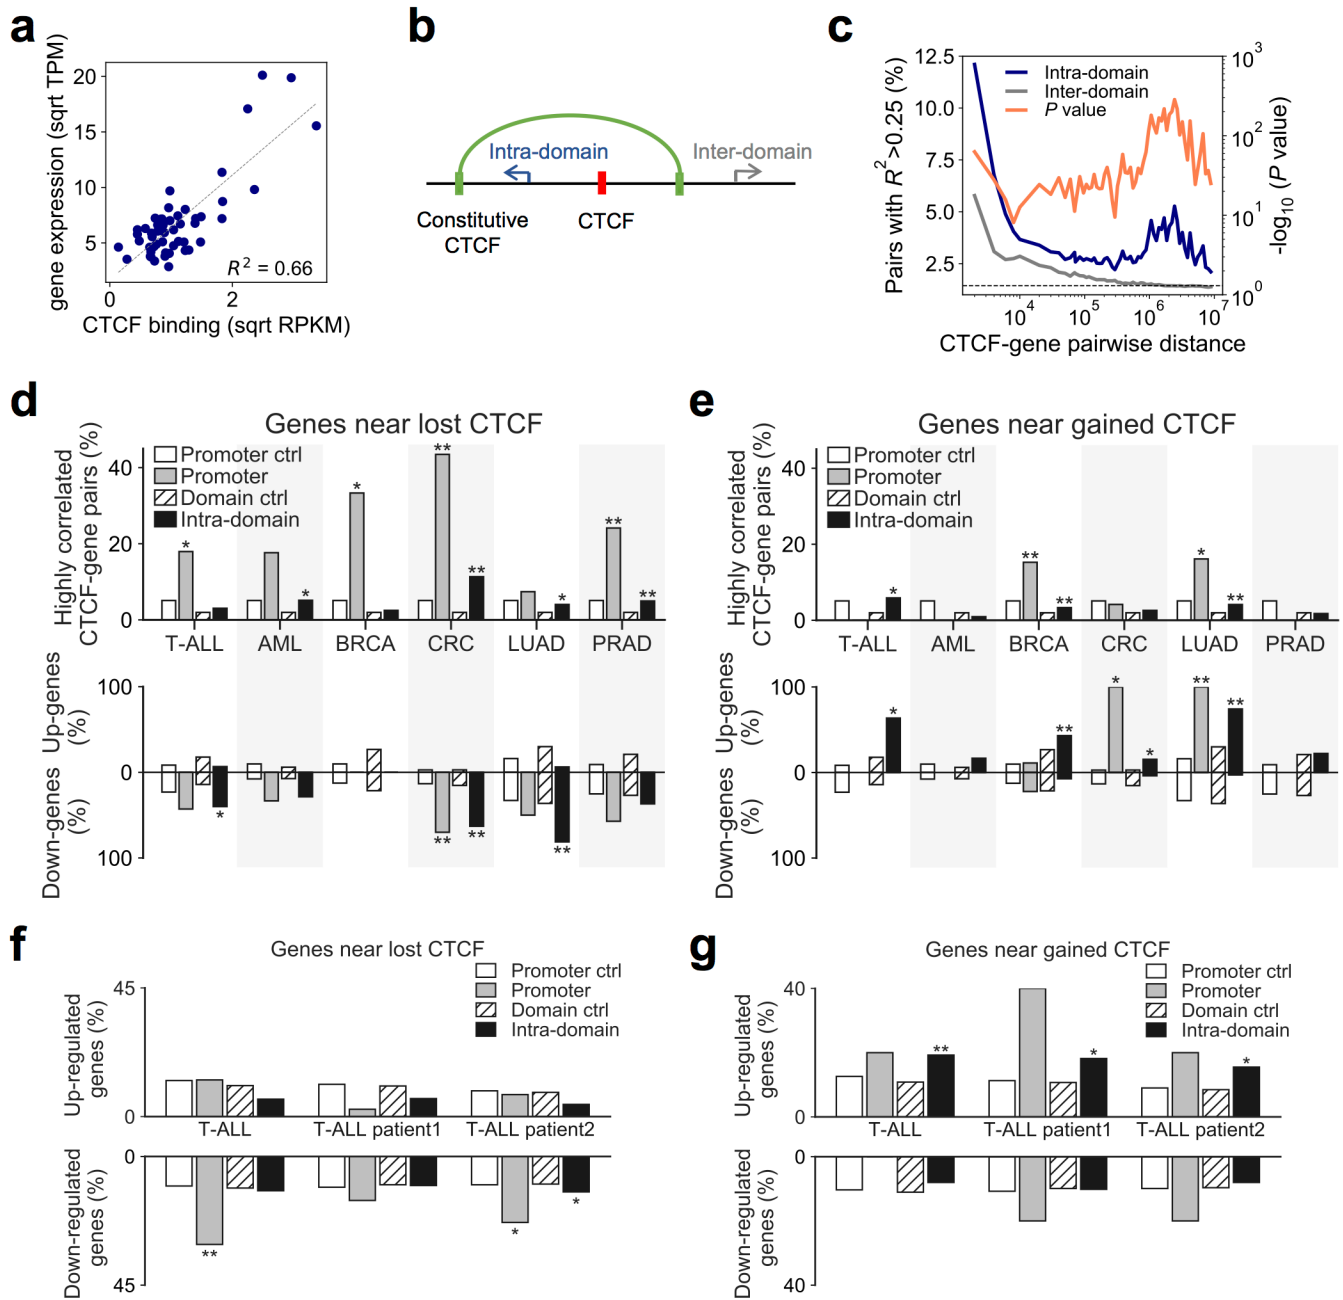 a
gene expression (sqrt TPM)
20
15
10
5
0
2
R² = 0.66
CTCF binding (sqrt RPKM)
b
Intra-domain
Inter-domain
Constitutive
CTCF
CTCF
c
Pairs with R² >0.25 (%)
12.5
10.0
7.5
5.0
2.5
Intra-domain
Inter-domain
P value
10³
10²
10¹
10⁰
-log₁₀ (P value)
10⁴
10⁵
10⁶
10⁷
CTCF-gene pairwise distance
d
Genes near lost CTCF
Highly correlated
CTCF-gene pairs (%)
40
20
0
Promoter ctrl
Promoter
Domain ctrl
Intra-domain
*
*
*
**
**
*
**
**
T-ALL
AML
BRCA
CRC
LUAD
PRAD
Up-genes
(%)
Down-genes
(%)
100
0
100
*
**
**
**
e
Genes near gained CTCF
Highly correlated
CTCF-gene pairs (%)
40
20
0
Promoter ctrl
Promoter
Domain ctrl
Intra-domain
*
**
**
*
**
T-ALL
AML
BRCA
CRC
LUAD
PRAD
Up-genes
(%)
Down-genes
(%)
100
0
100
*
**
*
*
**
**
f
Genes near lost CTCF
Up-regulated
genes (%)
45
0
Promoter ctrl
Promoter
Domain ctrl
Intra-domain
T-ALL
T-ALL patient1
T-ALL patient2
Down-regulated
genes (%)
0
45
**
*
*
g
Genes near gained CTCF
Up-regulated
genes (%)
40
0
Promoter ctrl
Promoter
Domain ctrl
Intra-domain
**
*
*
T-ALL
T-ALL patient1
T-ALL patient2
Down-regulated
genes (%)
0
40